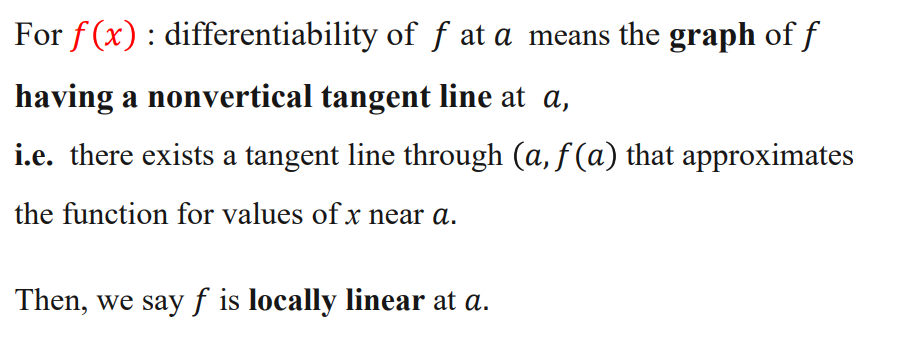 For f(x) : differentiability of f at a means the graph of f
having a nonvertical tangent line at a,
i.e. there exists a tangent line through (a, f(a) that approximates
the function for values of x near a.
Then, we say f is locally linear at a.